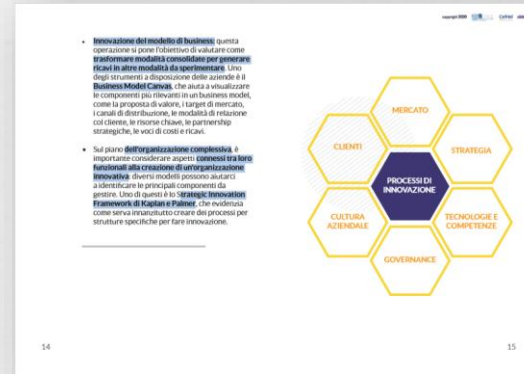 Innovazione del modello di business: questa
operazione si pone l'obiettivo di valutare come
trasformare modalità consolidate per generare
ricavi in altre modalità da sperimentare. Uno
degli strumenti a disposizione delle aziende è il
Business Model Canvas, che aiuta a visualizzare
le componenti più rilevanti in un business model,
come la proposta di valore, i target di mercato,
i canali di distribuzione, le modalità di relazione
col cliente, le risorse chiave, le partnership
strategiche, le voci di costi e ricavi.
Sul piano dell'organizzazione complessiva, è
importante considerare aspetti connessi tra loro
funzionali alla creazione di un'organizzazione
innovativa: diversi modelli possono aiutarci
a identificare le principali componenti da
gestire. Uno di questi è lo Strategic Innovation
Framework di Kaplan e Palmer, che evidenzia
come serva innanzitutto creare dei processi per
strutture specifiche per fare innovazione.
14
MERCATO
CLIENTI
STRATEGIA
PROCESSI DI
INNOVAZIONE
CULTURA
AZIENDALE
TECNOLOGIE E
COMPETENZE
GOVERNANCE
15